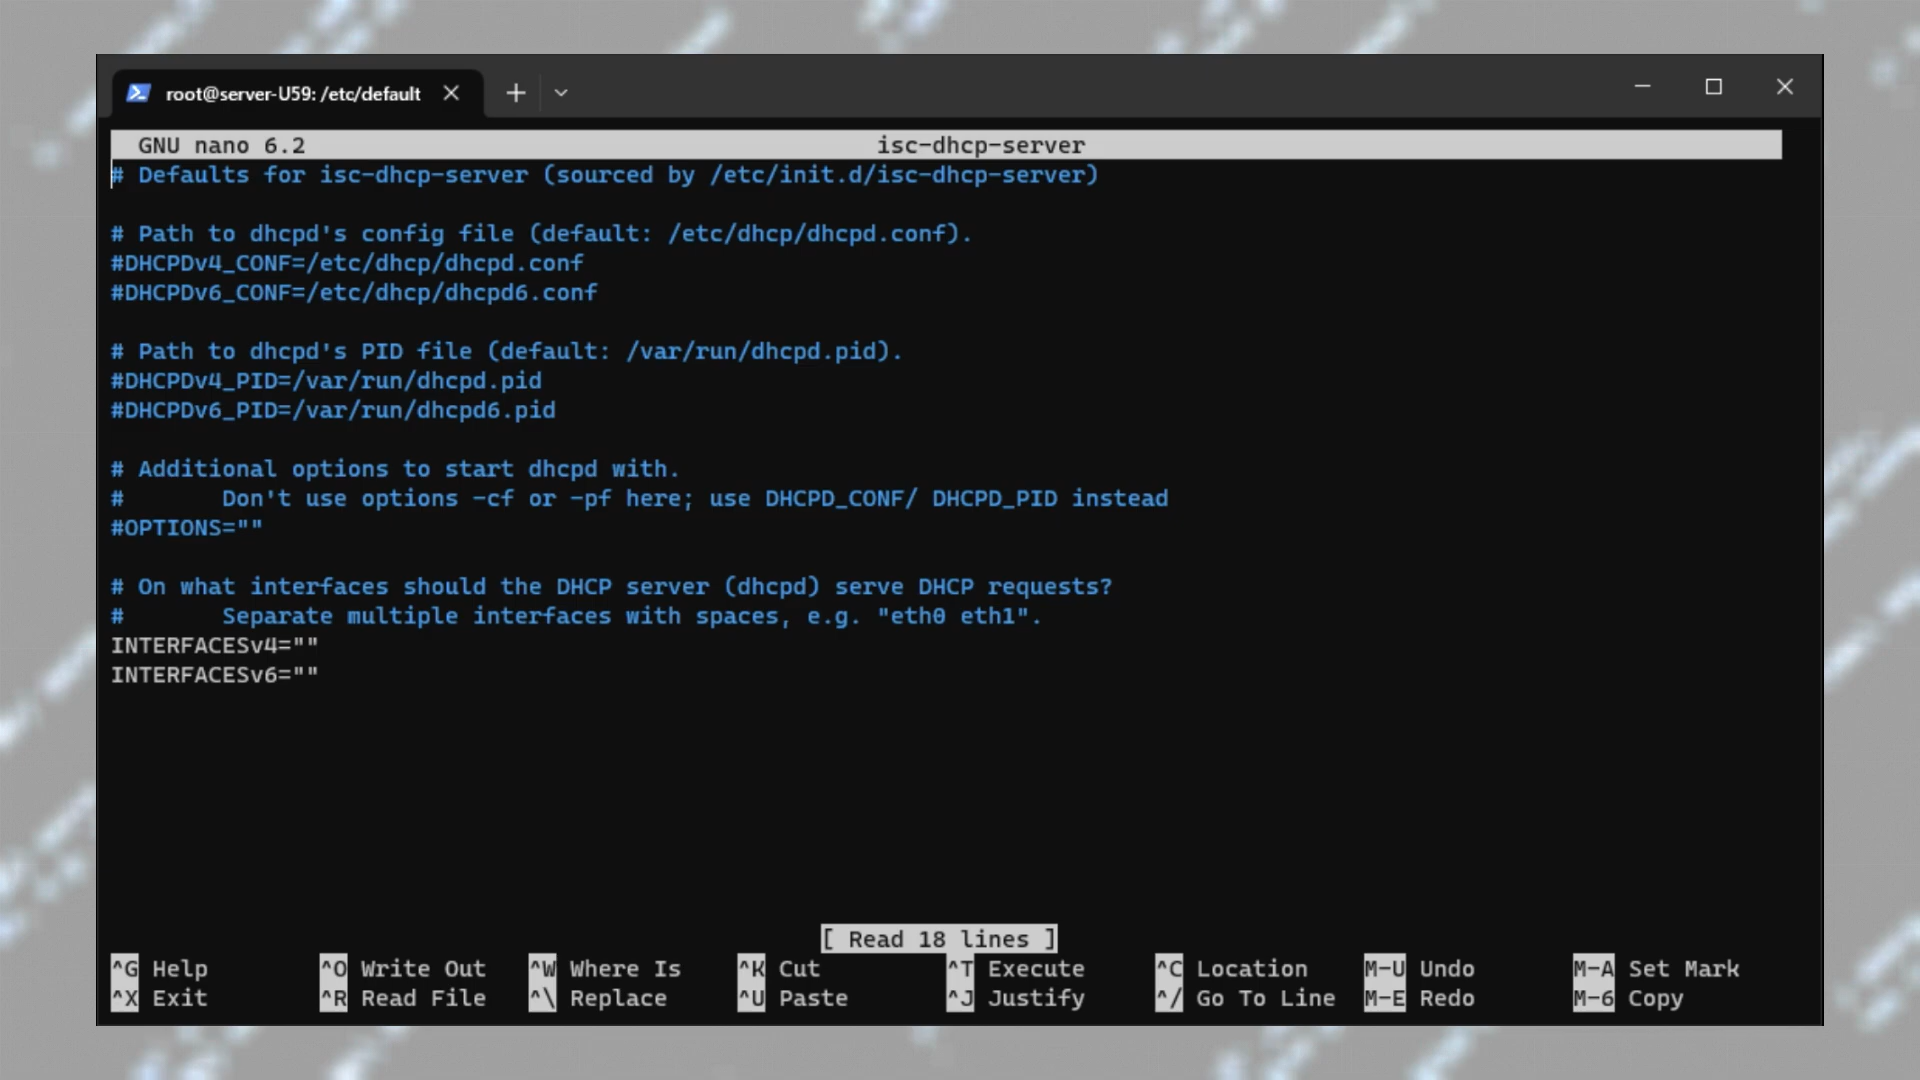 root@server-U59: /etc/default
GNU nano 6.2 isc-dhcp-server
# Defaults for isc-dhcp-server (sourced by /etc/init.d/isc-dhcp-server)
# Path to dhcpd's config file (default: /etc/dhcp/dhcpd.conf).
#DHCPDv4_CONF=/etc/dhcp/dhcpd.conf
#DHCPDv6_CONF=/etc/dhcp/dhcpd6.conf
# Path to dhcpd's PID file (default: /var/run/dhcpd.pid).
#DHCPDv4_PID=/var/run/dhcpd.pid
#DHCPDv6_PID=/var/run/dhcpd6.pid
# Additional options to start dhcpd with.
#       Don't use options -cf or -pf here; use DHCPD_CONF/ DHCPD_PID instead
#OPTIONS=""
# On what interfaces should the DHCP server (dhcpd) serve DHCP requests?
#       Separate multiple interfaces with spaces, e.g. "eth0 eth1".
INTERFACESv4=""
INTERFACESv6=""
[ Read 18 lines ]
^G Help ^O Write Out ^W Where Is ^K Cut ^T Execute ^C Location M-U Undo M-A Set Mark
^X Exit ^R Read File ^\ Replace ^U Paste ^J Justify ^/ Go To Line M-E Redo M-6 Copy